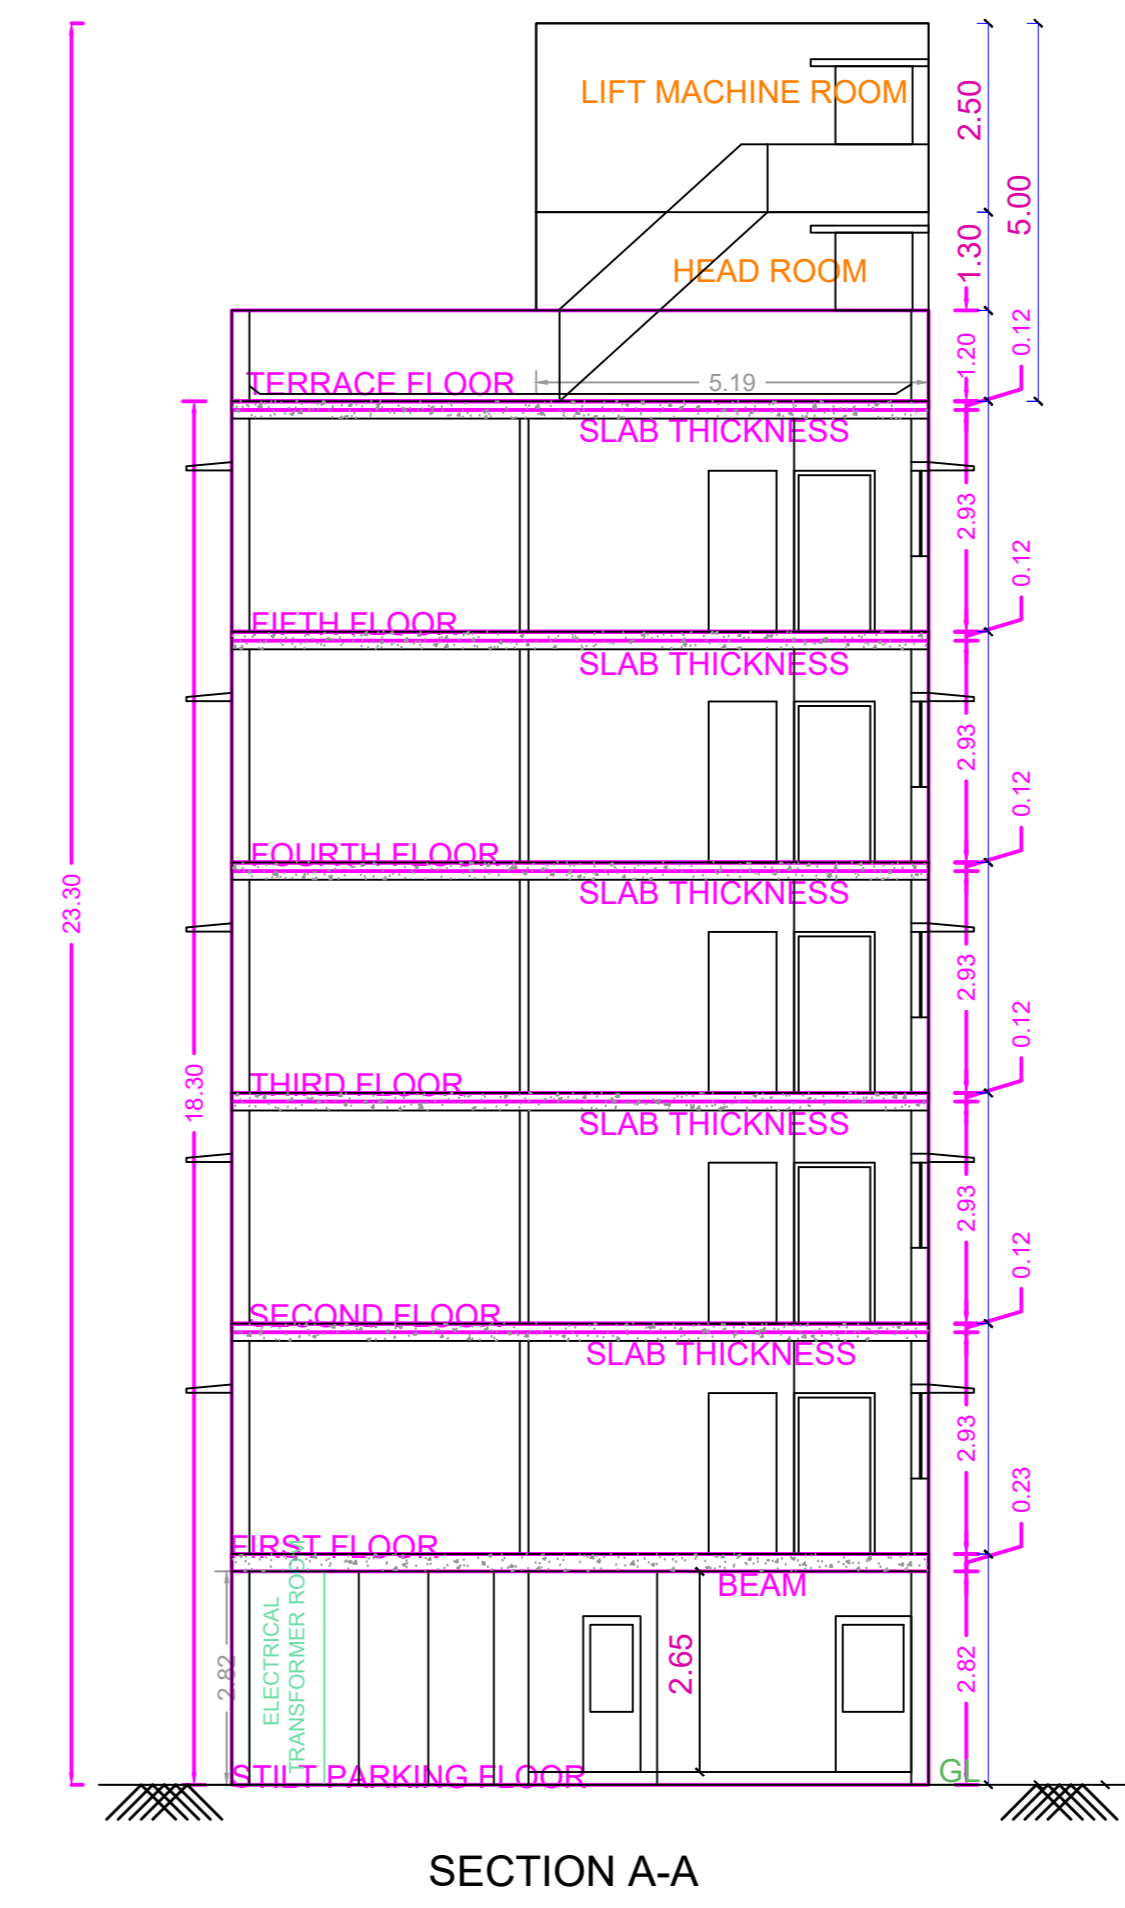 LIFT MACHINE ROOM
2.50
5.00
1.30
HEAD ROOM
0.12
1.20
TERRACE FLOOR
5.19
SLAB THICKNESS
2.93
0.12
FIFTH FLOOR
SLAB THICKNESS
2.93
0.12
FOURTH FLOOR
SLAB THICKNESS
23.30
2.93
0.12
THIRD FLOOR
18.30
SLAB THICKNESS
2.93
0.12
SECOND FLOOR
SLAB THICKNESS
2.93
0.23
FIRST FLOOR
BEAM
ELECTRICAL
TRANSFORMER ROOM
2.82
2.65
2.82
STILT PARKING FLOOR
GL
SECTION A-A